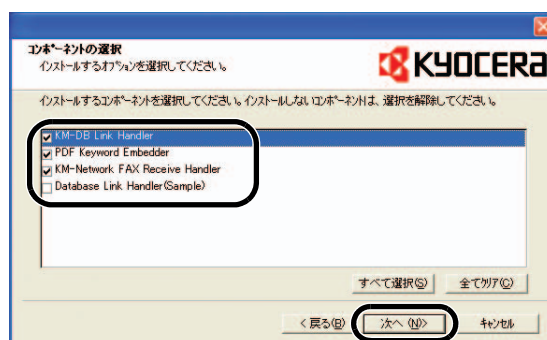 コンポーネントの選択
インストールするオプションを選択してください。
KYOCERA
インストールするコンポーネントを選択してください。インストールしないコンポーネントは、選択を解除してください。
KM-DB Link Handler
PDF Keyword Embedder
KM-Network FAX Receive Handler
Database Link Handler(Sample)
すべて選択(S)
全てクリア(C)
< 戻る(B)
次へ (N)>
キャンセル